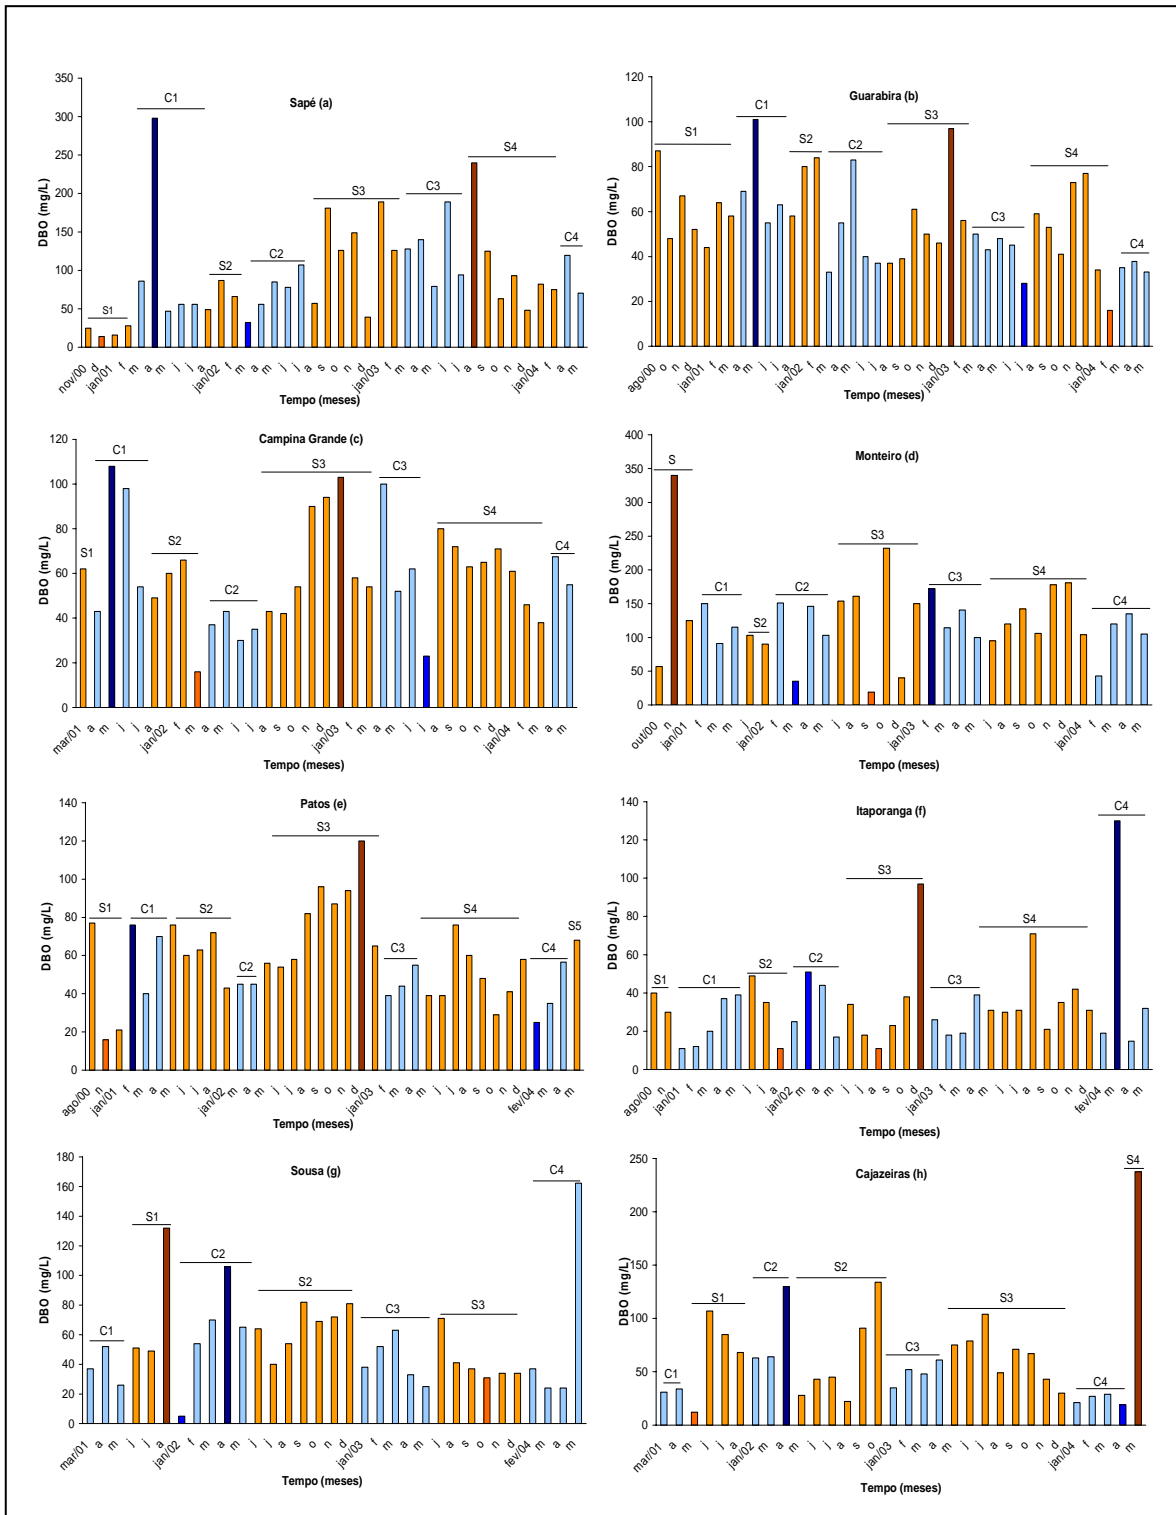 Sapé (a)
DBO (mg/L)
350
300
250
200
150
100
50
0
S1
C1
S2
C2
S3
C3
S4
C4
nov/00 d jan/01 f m a m j j a jan/02 f m a m j j a s o n d jan/03 f m a m j j a s o n d jan/04 f a m
Tempo (meses)
Guarabira (b)
DBO (mg/L)
120
100
80
60
40
20
0
S1
C1
S2
C2
S3
C3
S4
C4
ago/00 o n d jan/01 f m a m j j a jan/02 f m a m j j a s o n d jan/03 f m a m j j a s o n d jan/04 f m a m
Tempo (meses)
Campina Grande (c)
DBO (mg/L)
120
100
80
60
40
20
0
S1
C1
S2
C2
S3
C3
S4
C4
mar/01 a m j j a jan/02 f m a m j j a s o n d jan/03 f m a m j j a s o n d jan/04 f m a m
Tempo (meses)
Monteiro (d)
DBO (mg/L)
400
350
300
250
200
150
100
50
0
S
C1
S2
C2
S3
C3
S4
C4
out/00 n jan/01 f m m j jan/02 f m a m j a s o d jan/03 f m a m j a s o n d jan/04 f m a m
Tempo (meses)
Patos (e)
DBO (mg/L)
140
120
100
80
60
40
20
0
S1
C1
S2
C2
S3
C3
S4
C4
S5
ago/00 n jan/01 f m a m j j a jan/02 m a m j j a s o n d jan/03 f m a m j j a s o n d fev/04 m a m
Tempo (meses)
Itaporanga (f)
DBO (mg/L)
140
120
100
80
60
40
20
0
S1
C1
S2
C2
S3
C3
S4
C4
ago/00 n jan/01 f m a m j j a jan/02 m a m j j a s o d jan/03 f m a m j j a s o n d fev/04 m a m
Tempo (meses)
Sousa (g)
DBO (mg/L)
180
160
140
120
100
80
60
40
20
0
C1
S1
C2
S2
C3
S3
C4
mar/01 a m j j a jan/02 f m a m j j a s o n d jan/03 f m a m j a s o n d fev/04 m a m
Tempo (meses)
Cajazeiras (h)
DBO (mg/L)
250
200
150
100
50
0
C1
S1
C2
S2
C3
S3
C4
S4
mar/01 a m j j a jan/02 m a m j j a s o jan/03 f m a m j j a s o n d jan/04 f m a m
Tempo (meses)